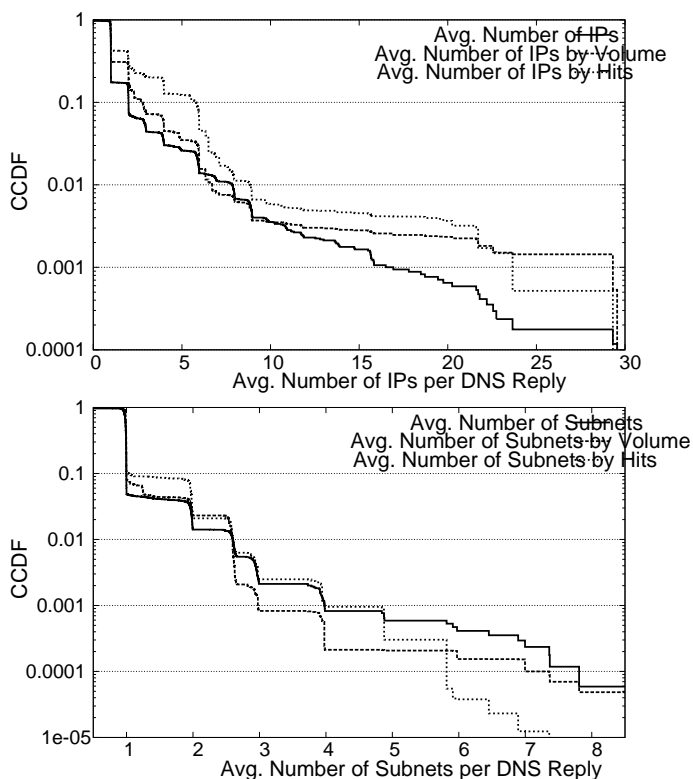 Avg. Number of IPs
Avg. Number of IPs by Volume
Avg. Number of IPs by Hits
1
0.1
0.01
0.001
0.0001
CCDF
0 5 10 15 20 25 30
Avg. Number of IPs per DNS Reply
Avg. Number of Subnets
Avg. Number of Subnets by Volume
Avg. Number of Subnets by Hits
1
0.1
0.01
0.001
0.0001
1e-05
CCDF
1 2 3 4 5 6 7 8
Avg. Number of Subnets per DNS Reply